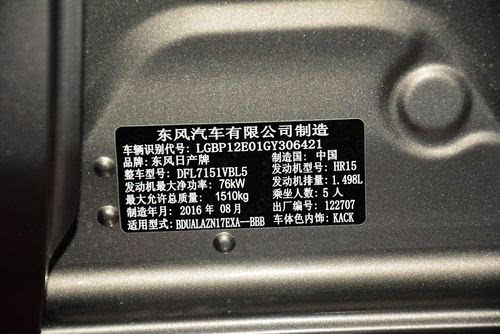 东风汽车有限公司制造
车辆识别代号: LGBP12E01GY306421
品牌: 东风日产牌 制造国: 中国
整车型号: DFL7151VBL5 发动机型号: HR15
发动机最大净功率: 76kW 发动机排量: 1.498L
最大允许总质量: 1510kg 乘坐人数: 5 人
制造年月: 2016 年 08 月 出厂编号: 122707
适用型式: BDUALAZN17EXA—BBB 车体色内饰: KACK